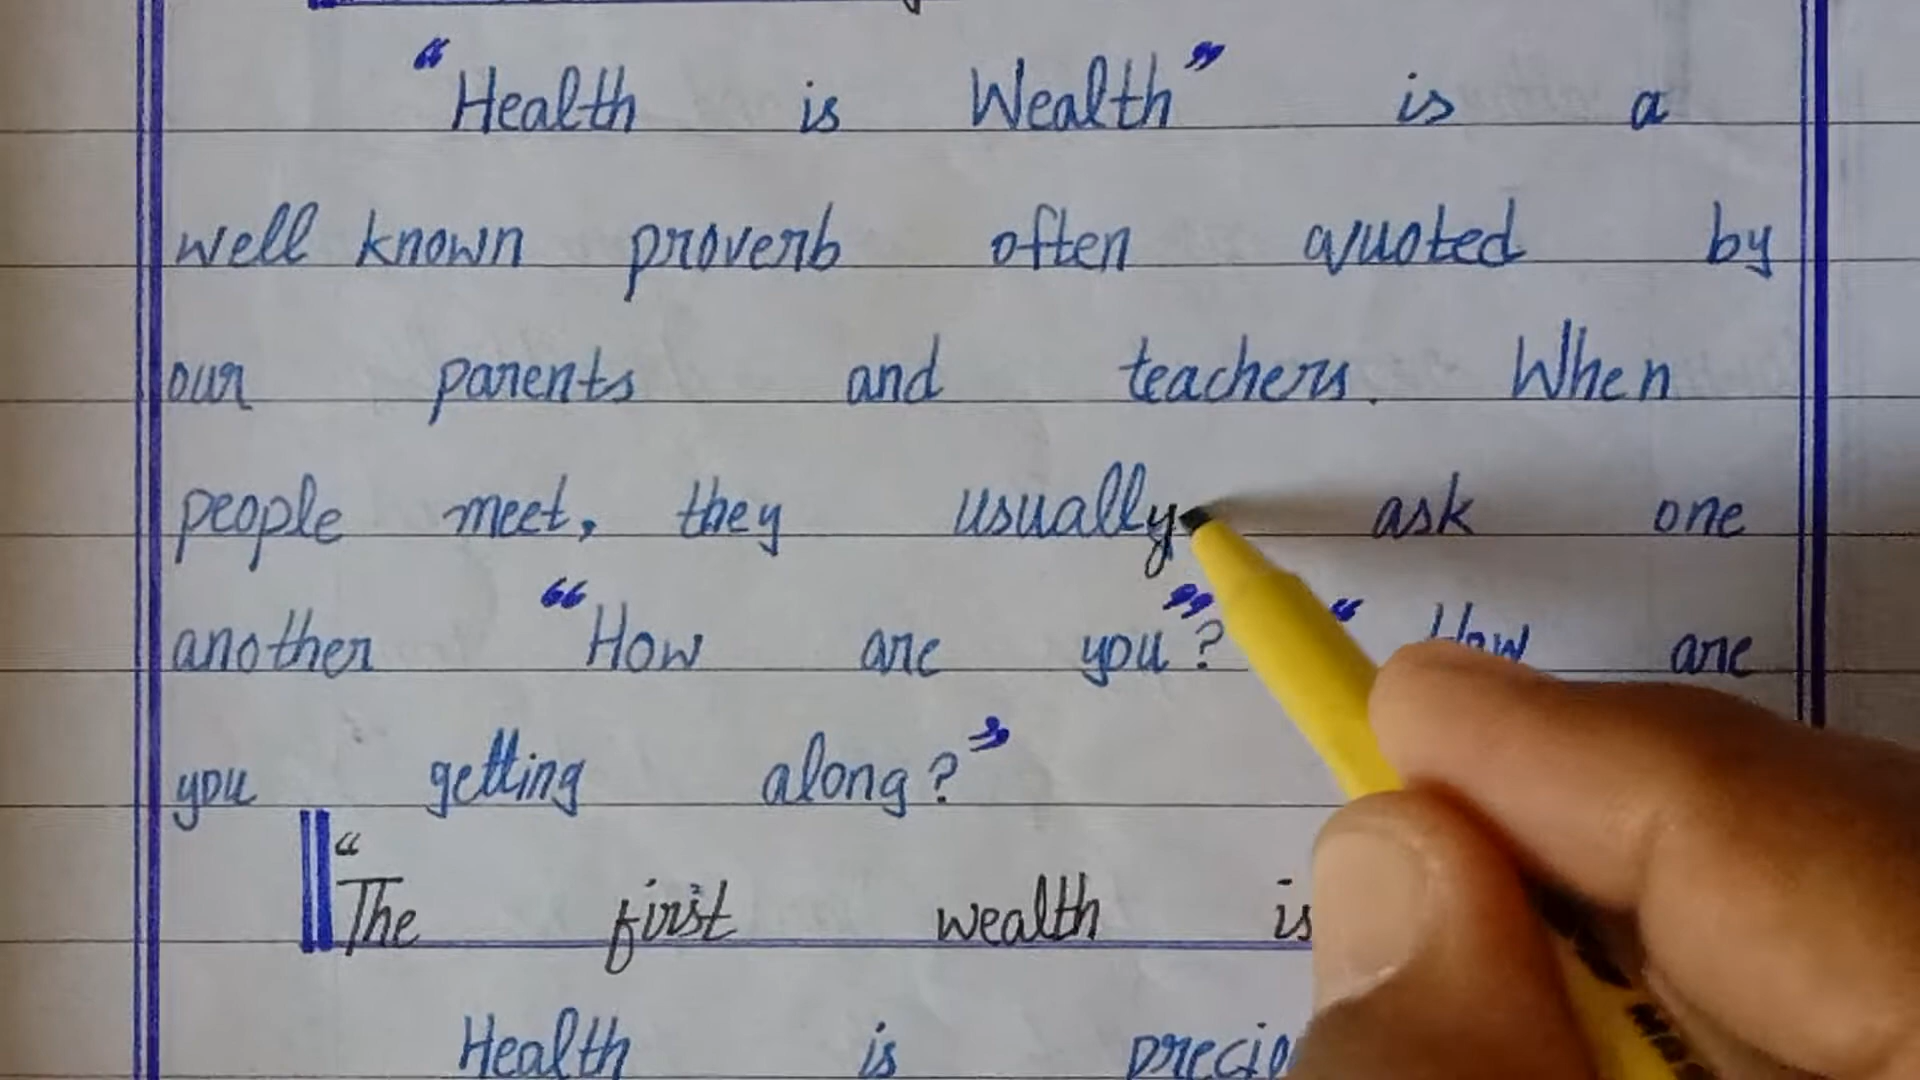 "Health is Wealth" is a
well known proverb often quoted by
our parents and teachers. When
people meet, they usually ask one
another "How are you"? "How are
you getting along?"
"The first wealth is
Health is